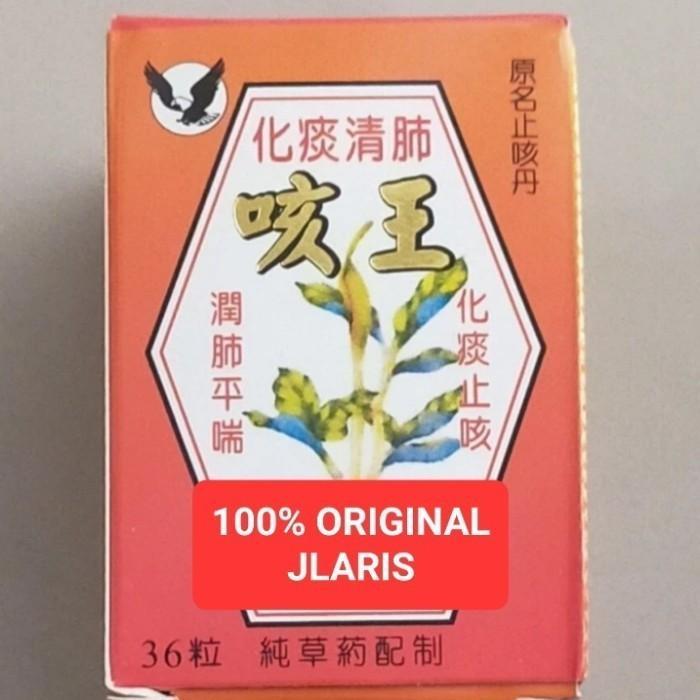 原名止咳丹
化痰清肺
咳王
化痰止咳
潤肺平喘
100% ORIGINAL
JLARIS
36粒 純草葯配制